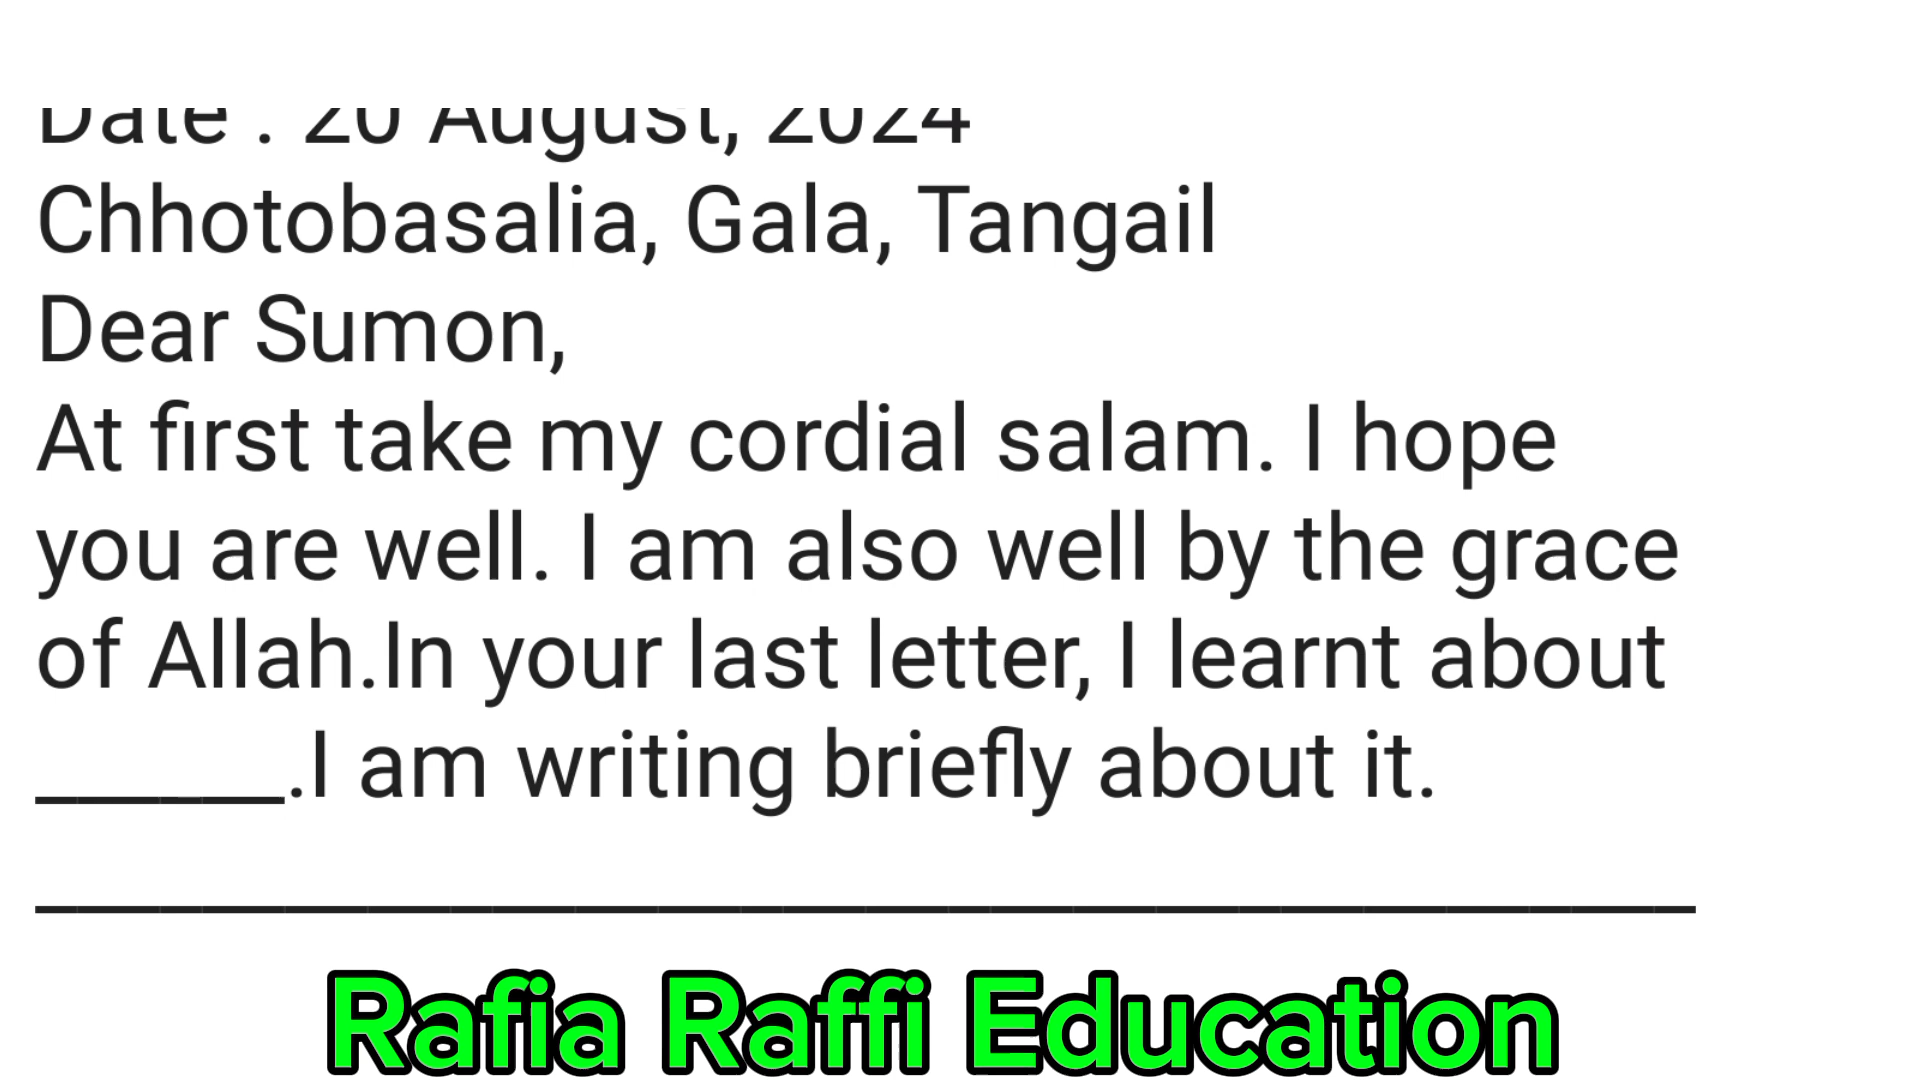 Date : 20 August, 2024
Chhotobasalia, Gala, Tangail
Dear Sumon,
At first take my cordial salam. I hope
you are well. I am also well by the grace
of Allah.In your last letter, I learnt about
______.I am writing briefly about it.
________________________________________
Rafia Raffi Education